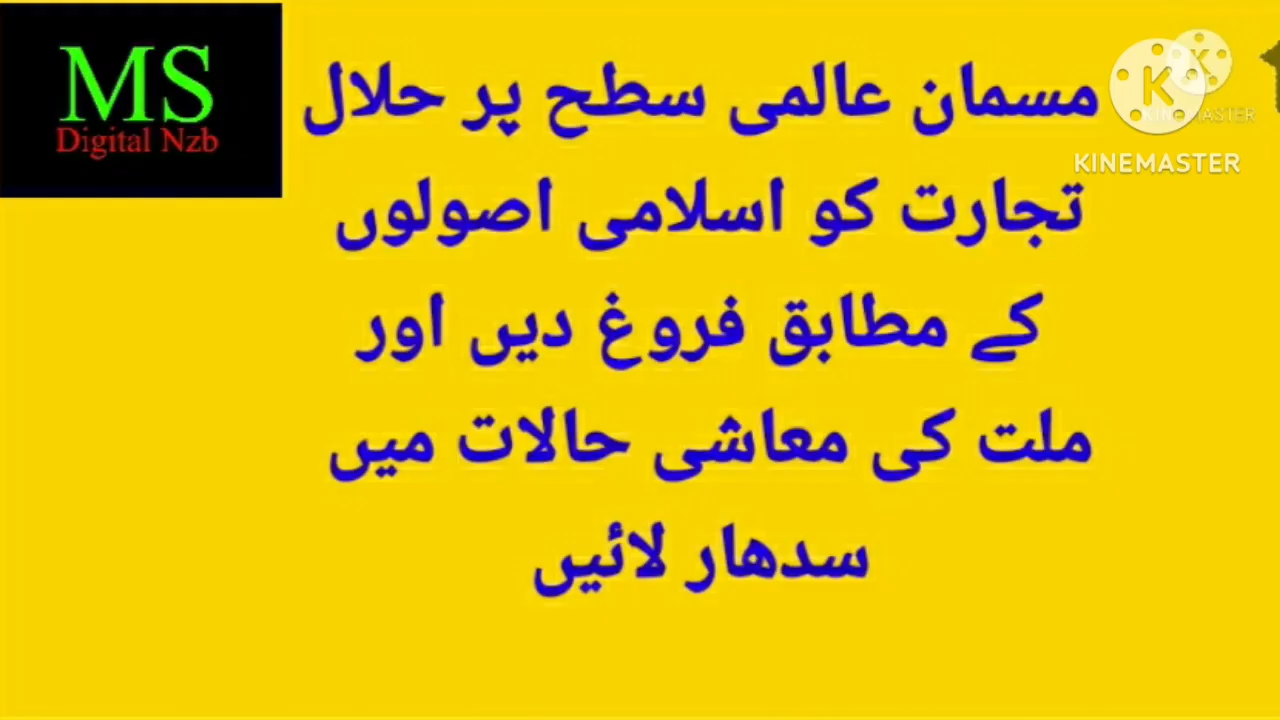 MS
Digital Nzb
مسمان عالمی سطح پر حلال
تجارت کو اسلامی اصولوں
کے مطابق فروغ دیں اور
ملت کی معاشی حالات میں
سدھار لائیں
KINEMASTER
KINEMASTER